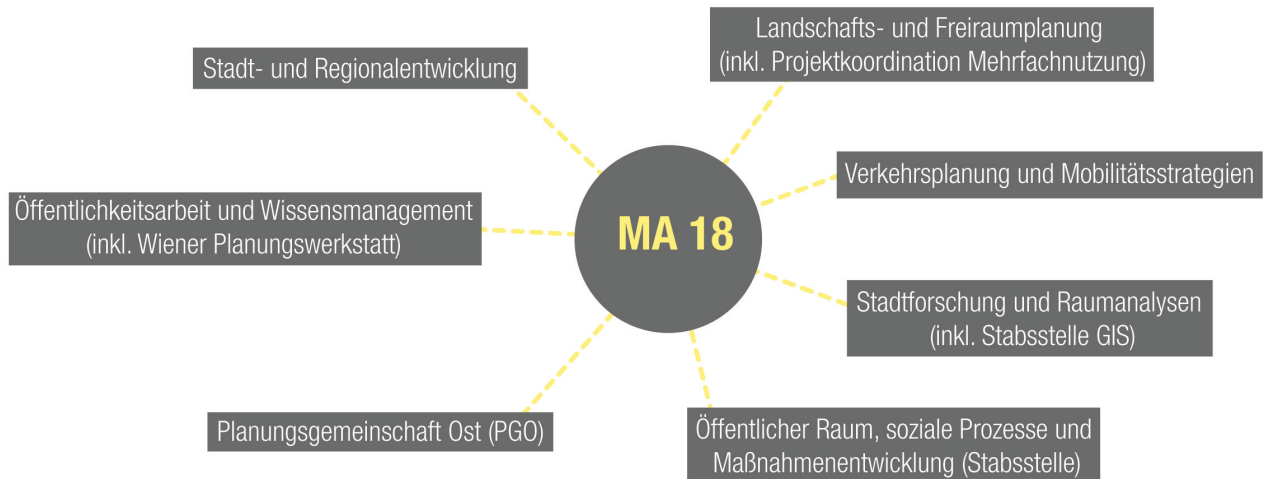 Landschafts- und Freiraumplanung
(inkl. Projektkoordination Mehrfachnutzung)
Stadt- und Regionalentwicklung
Verkehrsplanung und Mobilitätsstrategien
Öffentlichkeitsarbeit und Wissensmanagement
(inkl. Wiener Planungswerkstatt)
MA 18
Stadtforschung und Raumanalysen
(inkl. Stabsstelle GIS)
Planungsgemeinschaft Ost (PGO)
Öffentlicher Raum, soziale Prozesse und
Maßnahmenentwicklung (Stabsstelle)